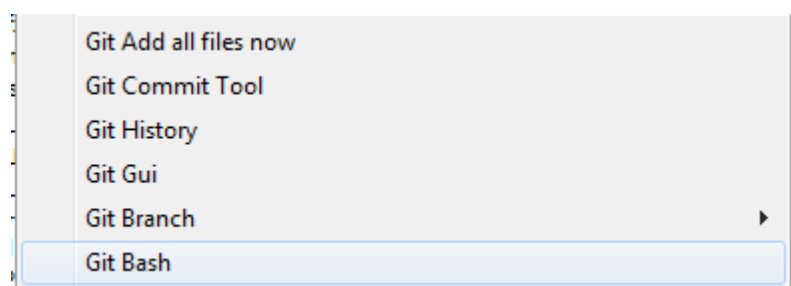 Git Add all files now
Git Commit Tool
Git History
Git Gui
Git Branch
Git Bash